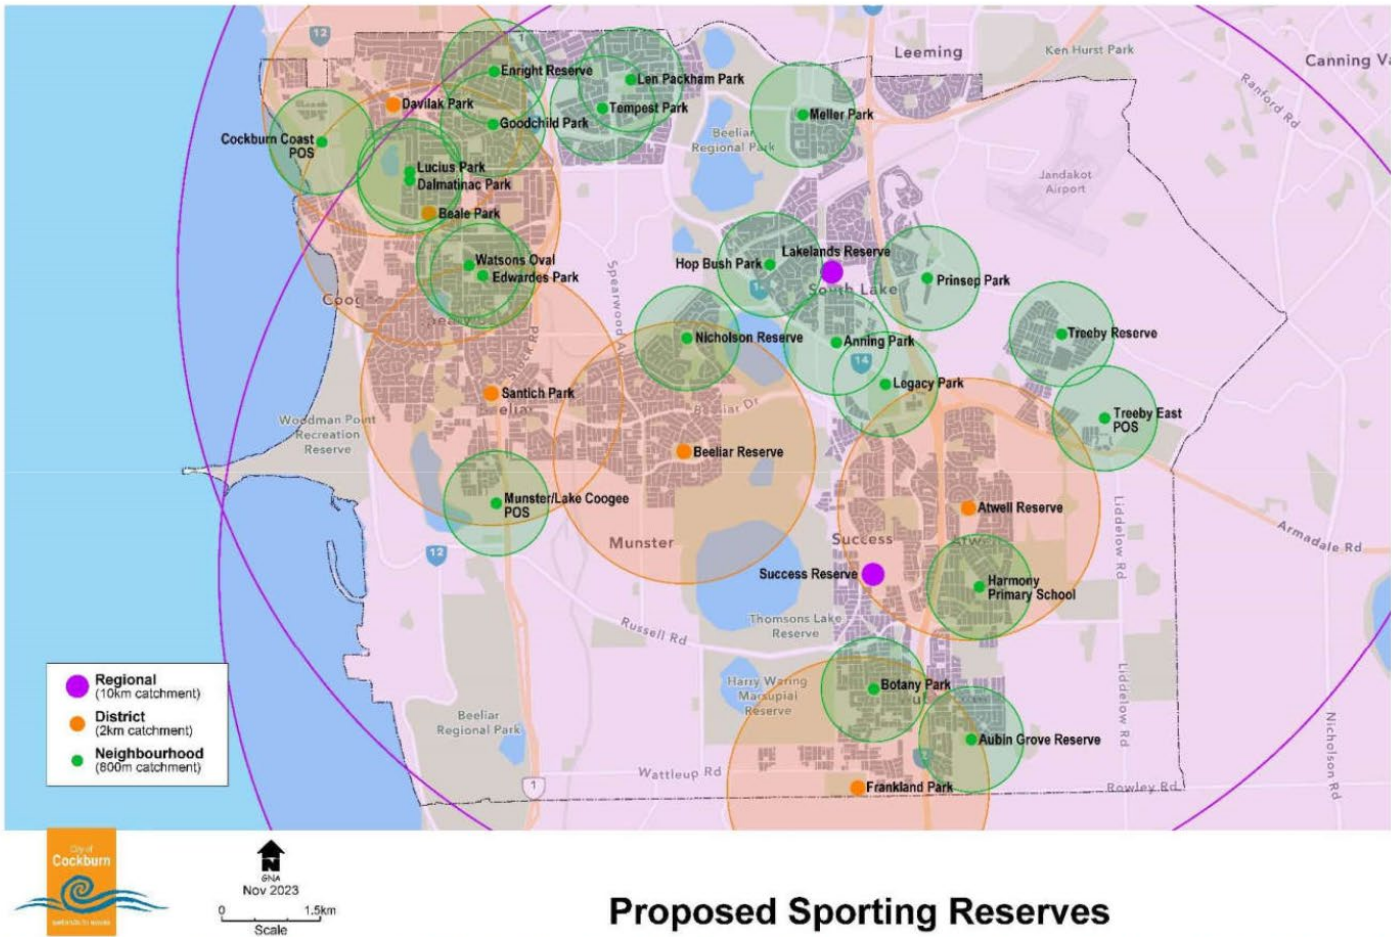 12
1
Leeming
Ken Hurst Park
Canning Va
Ranford Rd
Enright Reserve
Len Packham Park
Davilak Park
Tempest Park
Goodchild Park
Meller Park
Cockburn Coast
POS
Beeliar
Regional Park
Lucius Park
Dalmatinac Park
Jandakot
Airport
Beale Park
Lakelands Reserve
Watsons Oval
Hop Bush Park
Edwardes Park
Prinsep Park
South Lake
Spearwood Av
Treeby Reserve
Nicholson Reserve
Anning Park
14
Legacy Park
Santich Park
Beeliar Dr
Woodman Point
Recreation
Reserve
Treeby East
POS
Beeliar Reserve
Munster/Lake Coogee
POS
Atwell Reserve
Liddelow Rd
Armadale Rd
12
Munster
Success
Success Reserve
Harmony
Primary School
Thomsons Lake
Reserve
Russell Rd
Harry Waring
Marsupial
Reserve
Botany Park
Liddelow Rd
Beeliar
Regional Park
Aubin Grove Reserve
Nicholson Rd
Wattleup Rd
1
Frankland Park
Rowley Rd
Regional
(10km catchment)
District
(2km catchment)
Neighbourhood
(800m catchment)
City of
Cockburn
N
GNA
Nov 2023
0 1.5km
Scale
Proposed Sporting Reserves